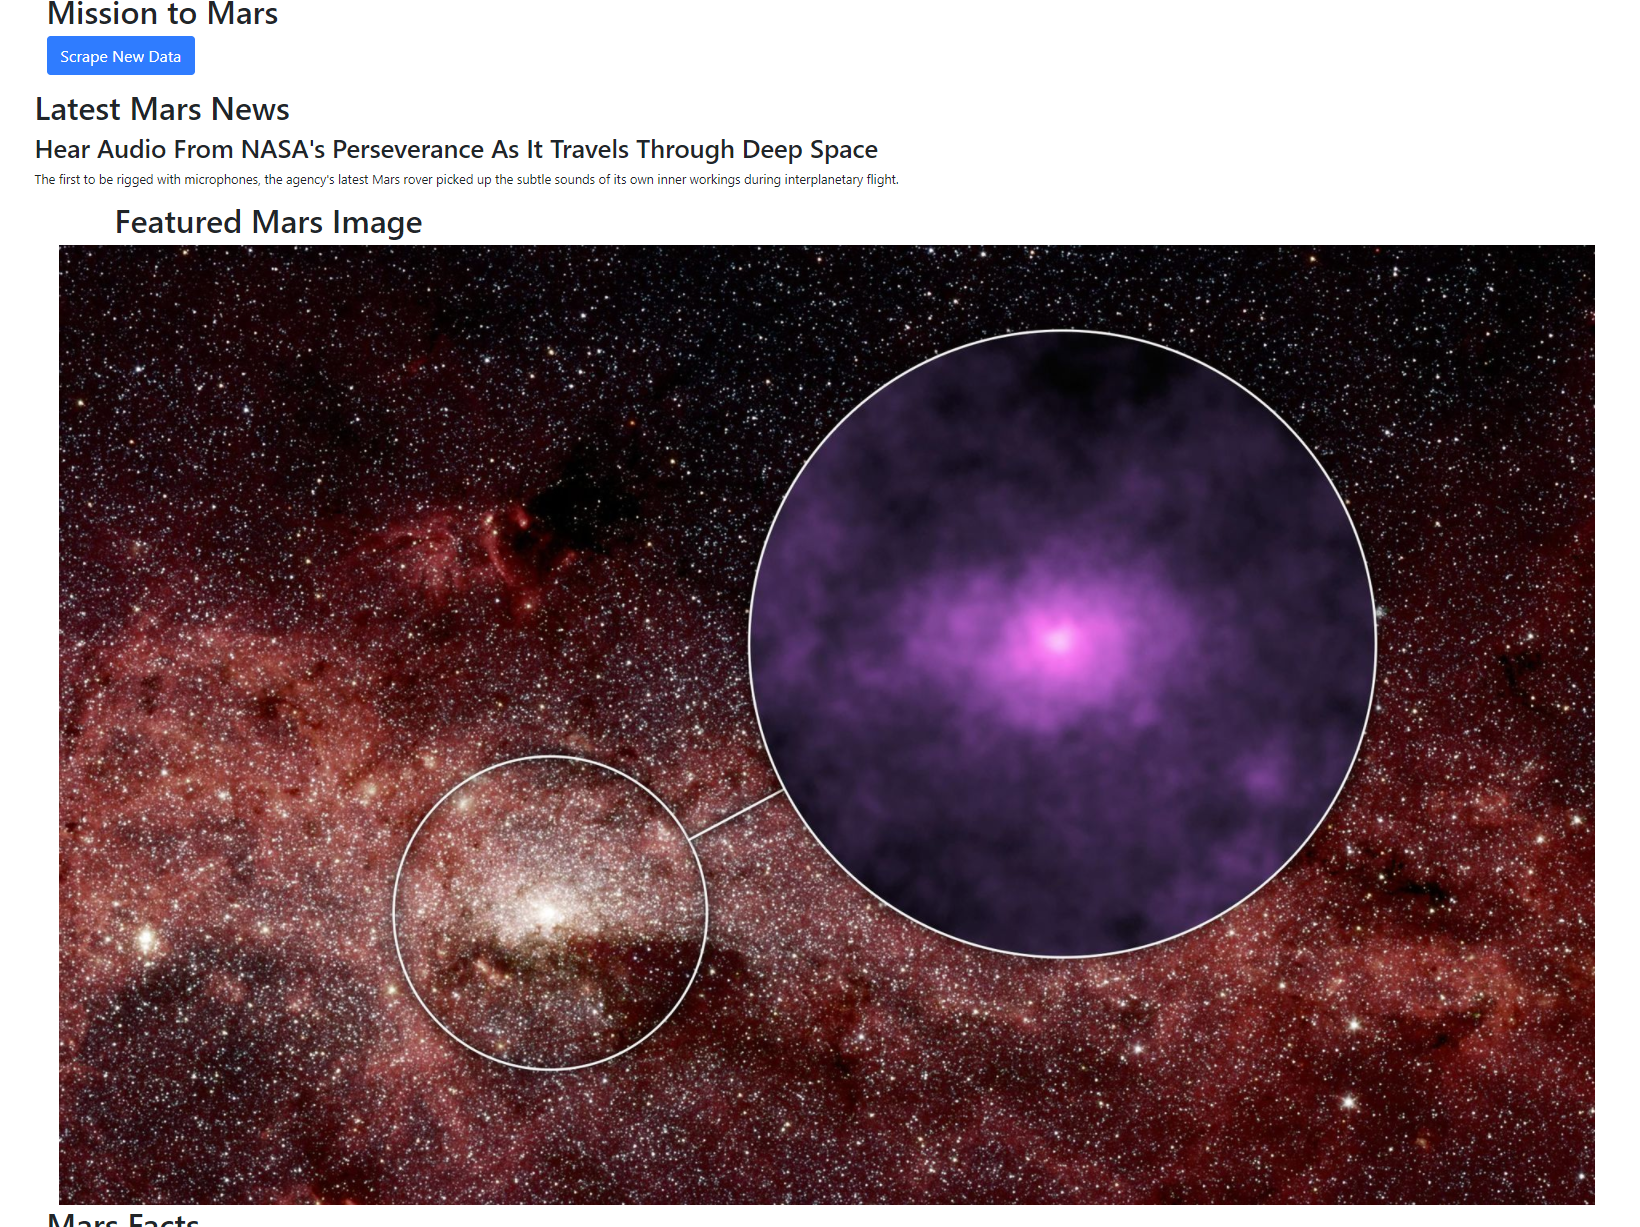 Mission to Mars
Scrape New Data
Latest Mars News
Hear Audio From NASA's Perseverance As It Travels Through Deep Space
The first to be rigged with microphones, the agency's latest Mars rover picked up the subtle sounds of its own inner workings during interplanetary flight.
Featured Mars Image
Mars Facts